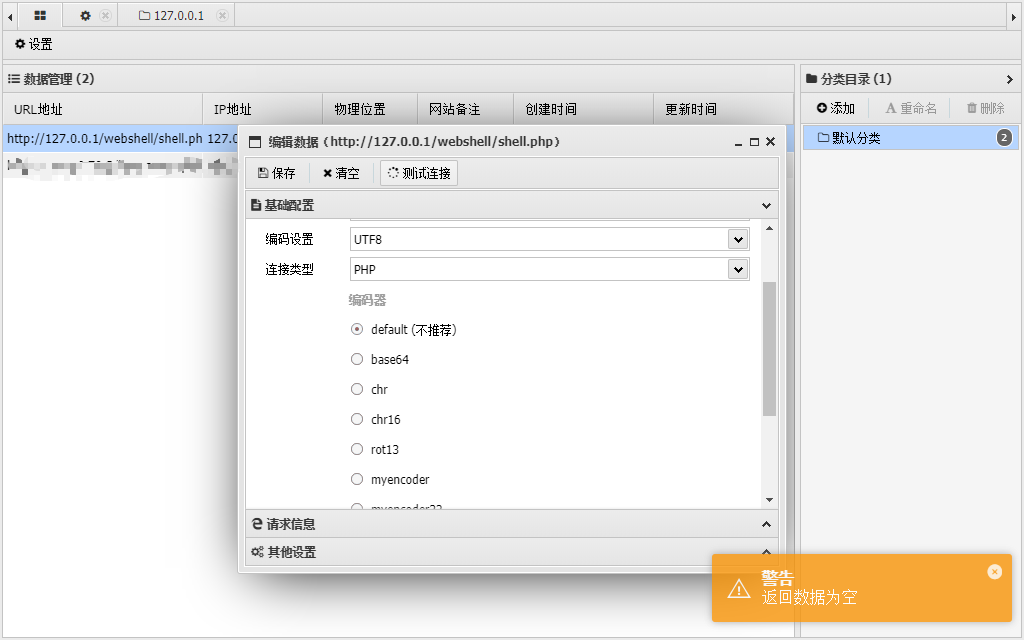 127.0.0.1
设置
数据管理 (2)
URL地址 IP地址 物理位置 网站备注 创建时间 更新时间
http://127.0.0.1/webshell/shell.ph 127.0
分类目录 (1)
添加 重命名 删除
默认分类 2
编辑数据 (http://127.0.0.1/webshell/shell.php)
保存 清空 测试连接
基础配置
编码设置 UTF8
连接类型 PHP
编码器
default (不推荐)
base64
chr
chr16
rot13
myencoder
请求信息
其他设置
警告
返回数据为空